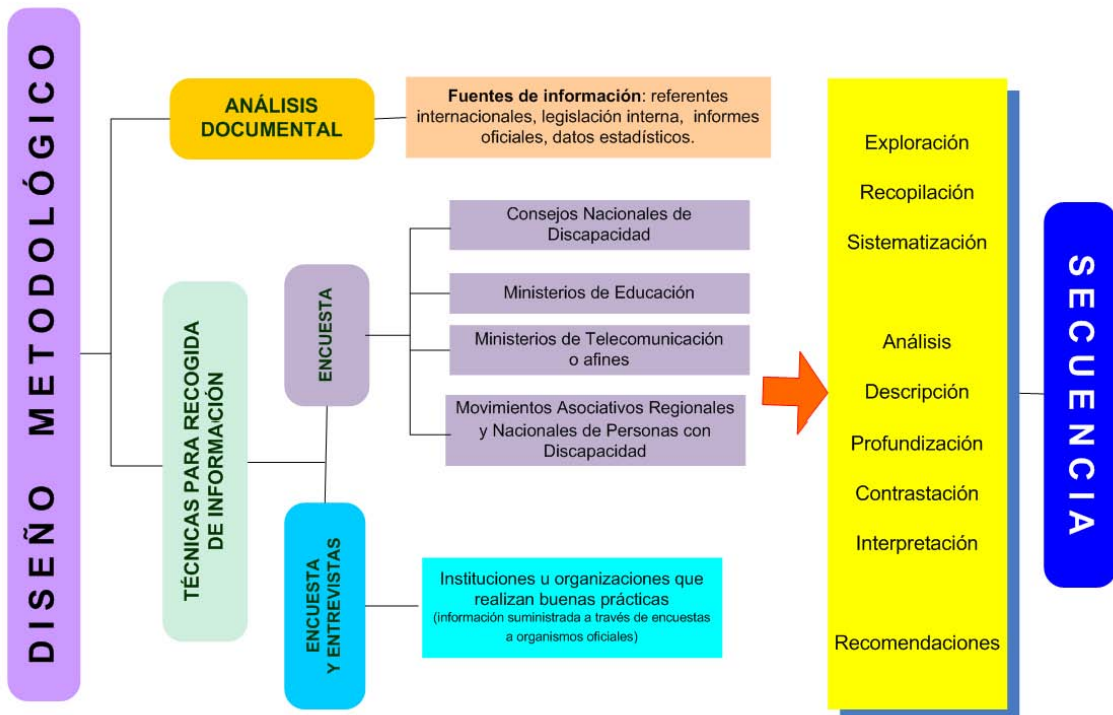 DISEÑO METODOLÓGICO
ANÁLISIS
DOCUMENTAL
Fuentes de información: referentes
internacionales, legislación interna, informes
oficiales, datos estadísticos.
TÉCNICAS PARA RECOGIDA
DE INFORMACIÓN
ENCUESTA
Consejos Nacionales de
Discapacidad
Ministerios de Educación
Ministerios de Telecomunicación
o afines
Movimientos Asociativos Regionales
y Nacionales de Personas con
Discapacidad
ENCUESTA
Y ENTREVISTAS
Instituciones u organizaciones que
realizan buenas prácticas
(información suministrada a través de encuestas
a organismos oficiales)
Exploración
Recopilación
Sistematización
Análisis
Descripción
Profundización
Contrastación
Interpretación
Recomendaciones
SECUENCIA